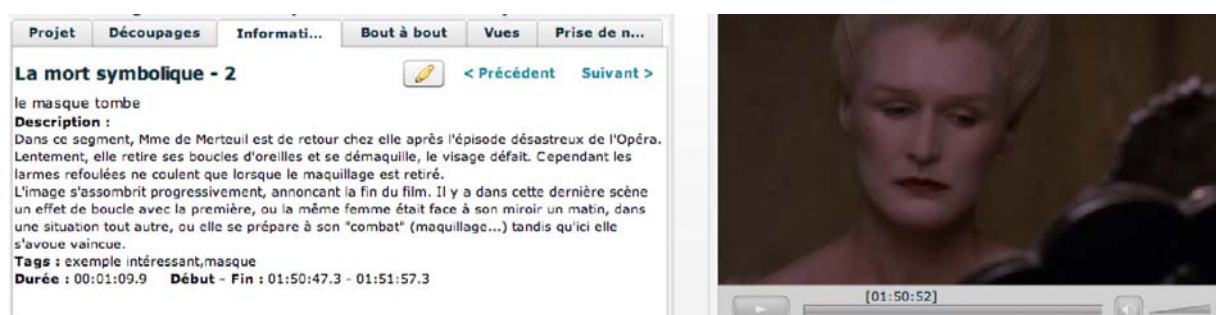 Projet Découpages Informati... Bout à bout Vues Prise de n...
La mort symbolique - 2 < Précédent Suivant >
le masque tombe
Description :
Dans ce segment, Mme de Merteuil est de retour chez elle après l'épisode désastreux de l'Opéra.
Lentement, elle retire ses boucles d'oreilles et se démaquille, le visage défait. Cependant les
larmes refoulées ne coulent que lorsque le maquillage est retiré.
L'image s'assombrit progressivement, annoncant la fin du film. Il y a dans cette dernière scène
un effet de boucle avec la première, ou la même femme était face à son miroir un matin, dans
une situation tout autre, ou elle se prépare à son "combat" (maquillage...) tandis qu'ici elle
s'avoue vaincue.
Tags : exemple intéressant,masque
Durée : 00:01:09.9 Début - Fin : 01:50:47.3 - 01:51:57.3
[01:50:52]